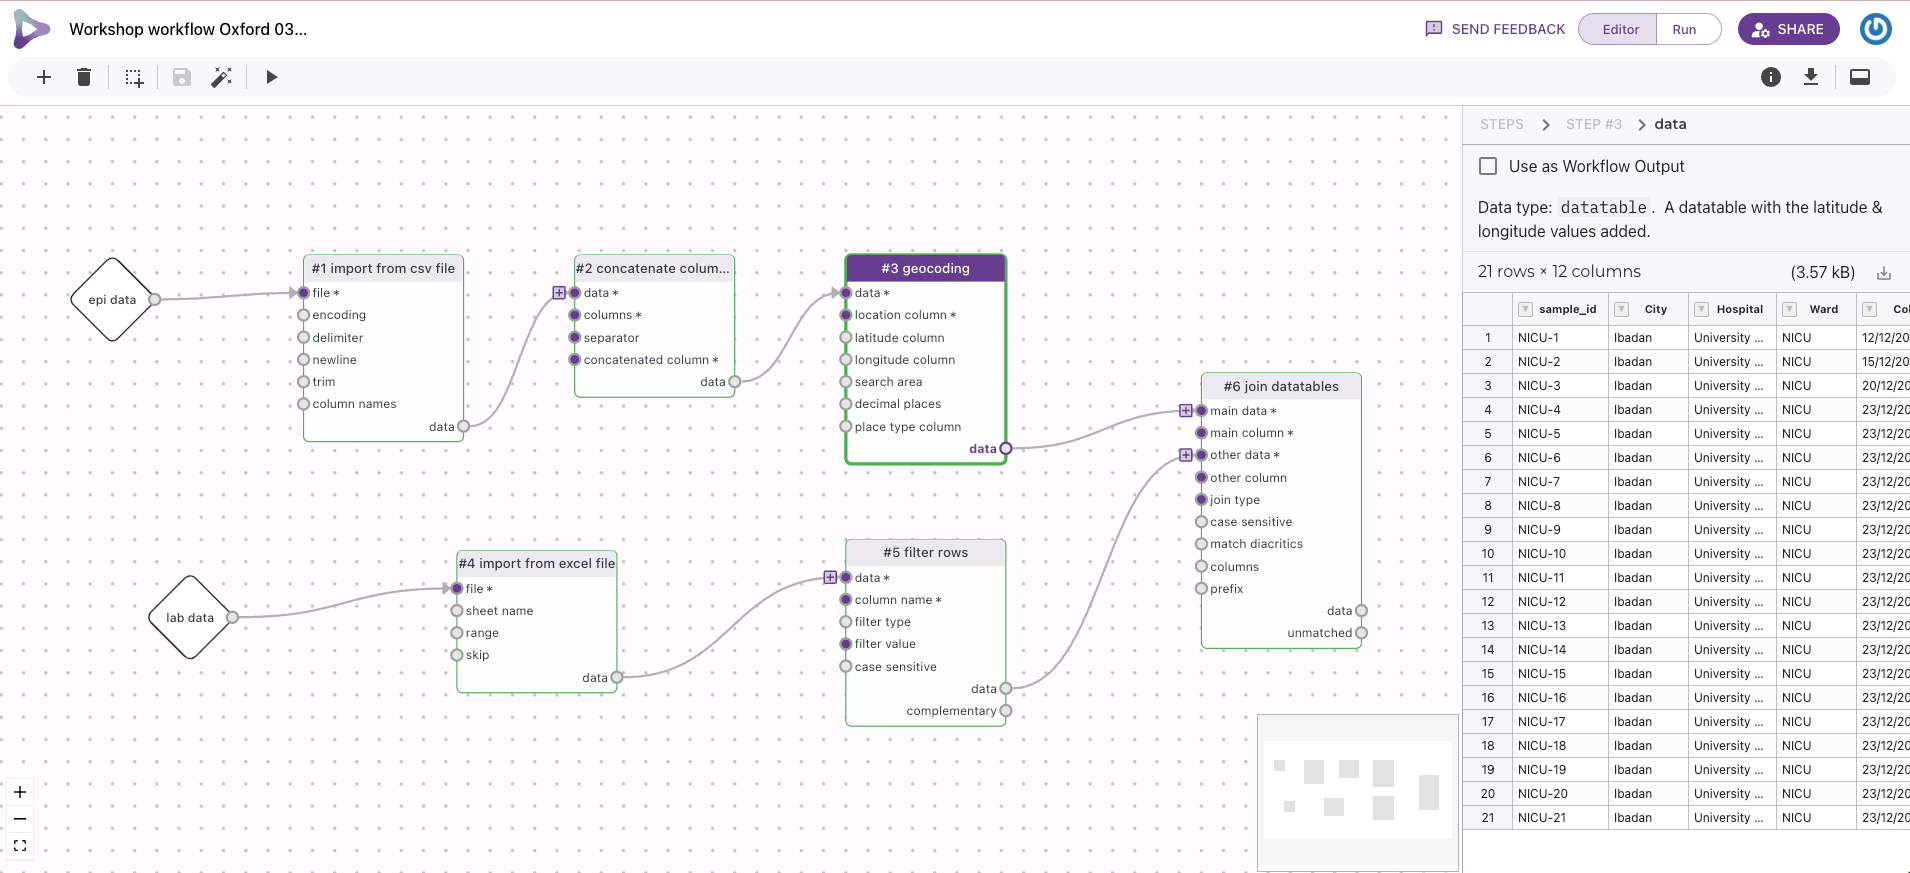 Workshop workflow Oxford 03...
SEND FEEDBACK
Editor
Run
SHARE
epi data
#1 import from csv file
file *
encoding
delimiter
newline
trim
column names
data
#2 concatenate colum...
data *
columns *
separator
concatenated column *
data
#3 geocoding
data *
location column *
latitude column
longitude column
search area
decimal places
place type column
data
lab data
#4 import from excel file
file *
sheet name
range
skip
data
#5 filter rows
data *
column name *
filter type
filter value
case sensitive
data
complementary
#6 join datatables
main data *
main column *
other data *
other column
join type
case sensitive
match diacritics
columns
prefix
data
unmatched
STEPS > STEP #3 > data
Use as Workflow Output
Data type: datatable. A datatable with the latitude &
longitude values added.
21 rows × 12 columns (3.57 kB)
sample_id City Hospital Ward Col
1 NICU-1 Ibadan University ... NICU 12/12/20
2 NICU-2 Ibadan University ... NICU 15/12/20
3 NICU-3 Ibadan University ... NICU 20/12/20
4 NICU-4 Ibadan University ... NICU 23/12/20
5 NICU-5 Ibadan University ... NICU 23/12/20
6 NICU-6 Ibadan University ... NICU 23/12/20
7 NICU-7 Ibadan University ... NICU 23/12/20
8 NICU-8 Ibadan University ... NICU 23/12/20
9 NICU-9 Ibadan University ... NICU 23/12/20
10 NICU-10 Ibadan University ... NICU 23/12/20
11 NICU-11 Ibadan University ... NICU 23/12/20
12 NICU-12 Ibadan University ... NICU 23/12/20
13 NICU-13 Ibadan University ... NICU 23/12/20
14 NICU-14 Ibadan University ... NICU 23/12/20
15 NICU-15 Ibadan University ... NICU 23/12/20
16 NICU-16 Ibadan University ... NICU 23/12/20
17 NICU-17 Ibadan University ... NICU 23/12/20
18 NICU-18 Ibadan University ... NICU 23/12/20
19 NICU-19 Ibadan University ... NICU 23/12/20
20 NICU-20 Ibadan University ... NICU 23/12/20
21 NICU-21 Ibadan University ... NICU 23/12/20